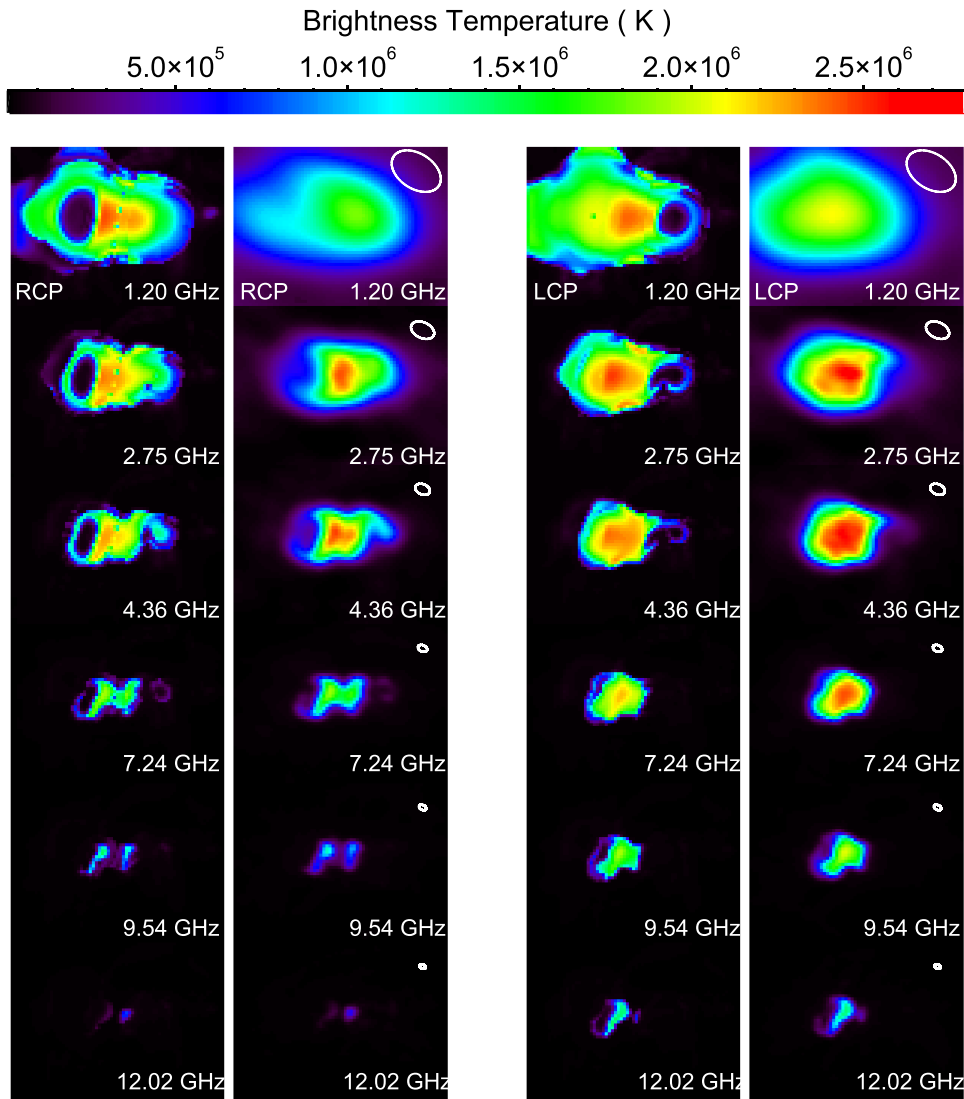 Brightness Temperature ( K )
5.0×10⁵ 1.0×10⁶ 1.5×10⁶ 2.0×10⁶ 2.5×10⁶
RCP 1.20 GHz RCP 1.20 GHz LCP 1.20 GHz LCP 1.20 GHz
2.75 GHz 2.75 GHz 2.75 GHz 2.75 GHz
4.36 GHz 4.36 GHz 4.36 GHz 4.36 GHz
7.24 GHz 7.24 GHz 7.24 GHz 7.24 GHz
9.54 GHz 9.54 GHz 9.54 GHz 9.54 GHz
12.02 GHz 12.02 GHz 12.02 GHz 12.02 GHz